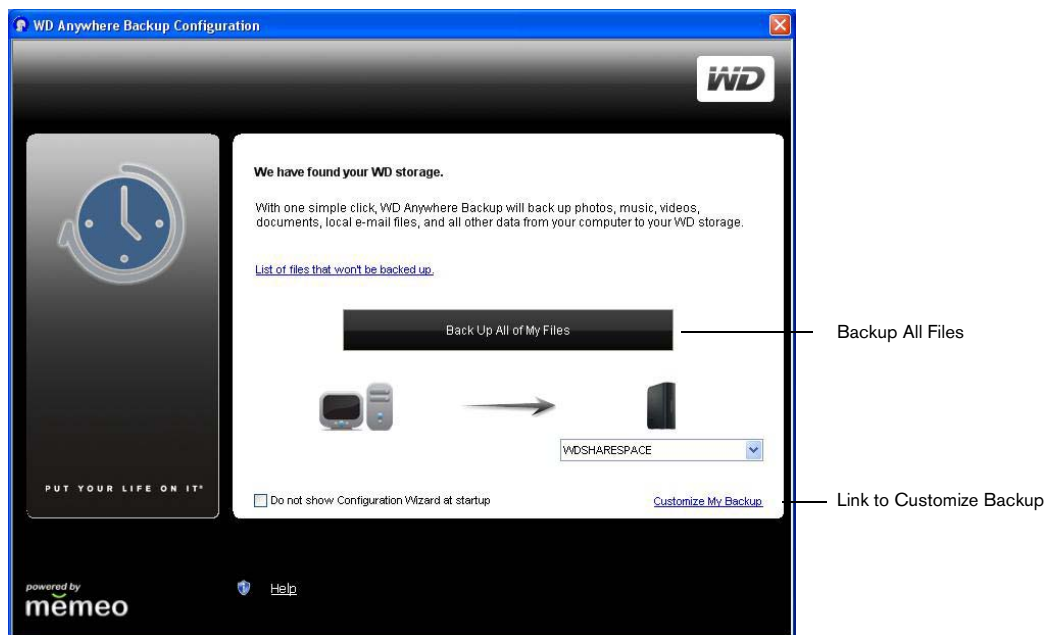 WD Anywhere Backup Configuration
WD
We have found your WD storage.
With one simple click, WD Anywhere Backup will back up photos, music, videos,
documents, local e-mail files, and all other data from your computer to your WD storage.
List of files that won't be backed up.
Back Up All of My Files
Backup All Files
WDSHARESPACE
PUT YOUR LIFE ON IT®
Do not show Configuration Wizard at startup
Customize My Backup
Link to Customize Backup
powered by
memeo
Help